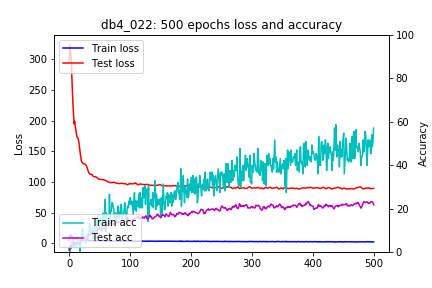 db4_022: 500 epochs loss and accuracy
Train loss
Test loss
Train acc
Test acc
Loss
Accuracy
300
250
200
150
100
50
0
100
80
60
40
20
0
0
100
200
300
400
500